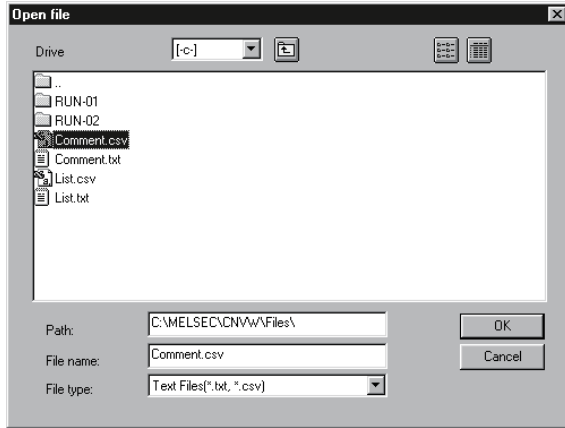 Open file
Drive [-c-]
..
RUN-01
RUN-02
Comment.csv
Comment.txt
List.csv
List.txt
Path: C:\MELSEC\CNVW\Files\ OK
File name: Comment.csv Cancel
File type: Text Files(*.txt, *.csv)